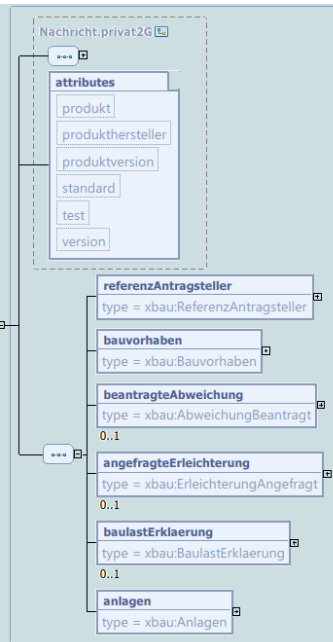 Nachricht.privat2G
attributes
produkt
produkthersteller
produktversion
standard
test
version
referenzAntragsteller
type = xbau:ReferenzAntragsteller
bauvorhaben
type = xbau:Bauvorhaben
beantragteAbweichung
type = xbau:AbweichungBeantragt
0..1
angefragteErleichterung
type = xbau:ErleichterungAngefragt
0..1
baulastErklaerung
type = xbau:BaulastErklaerung
0..1
anlagen
type = xbau:Anlagen